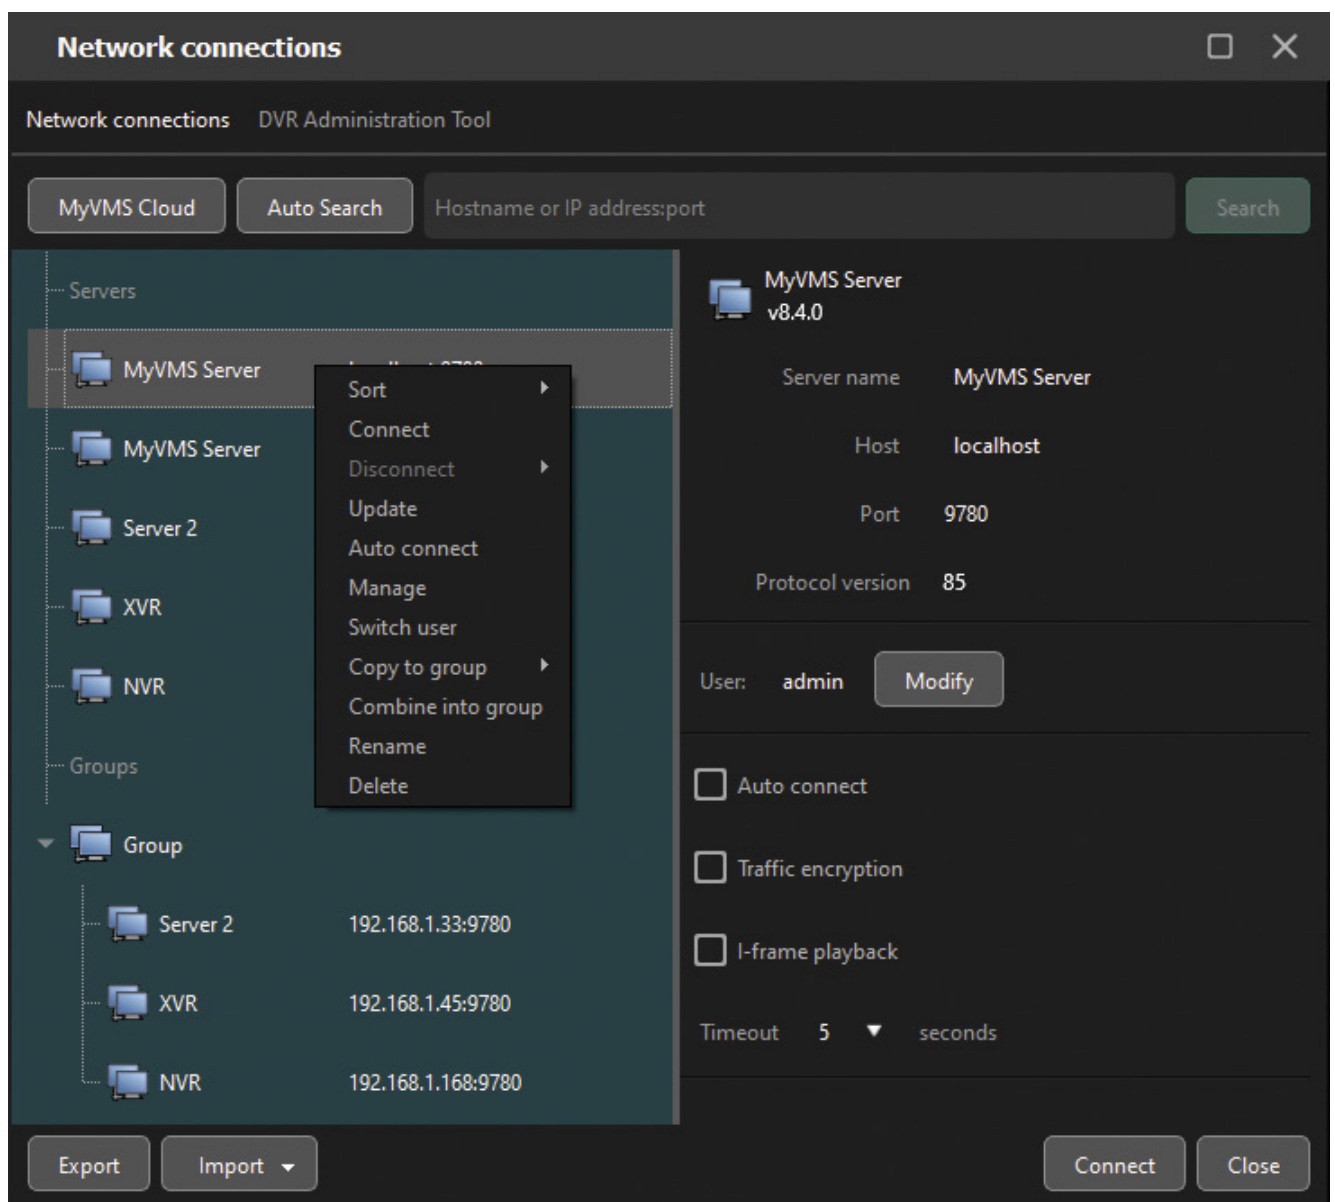 Network connections
Network connections DVR Administration Tool
MyVMS Cloud Auto Search Hostname or IP address:port Search
Servers
MyVMS Server
MyVMS Server
Server 2
XVR
NVR
Groups
Group
Server 2 192.168.1.33:9780
XVR 192.168.1.45:9780
NVR 192.168.1.168:9780
Sort
Connect
Disconnect
Update
Auto connect
Manage
Switch user
Copy to group
Combine into group
Rename
Delete
MyVMS Server
v8.4.0
Server name MyVMS Server
Host localhost
Port 9780
Protocol version 85
User: admin Modify
Auto connect
Traffic encryption
I-frame playback
Timeout 5 seconds
Export Import Connect Close